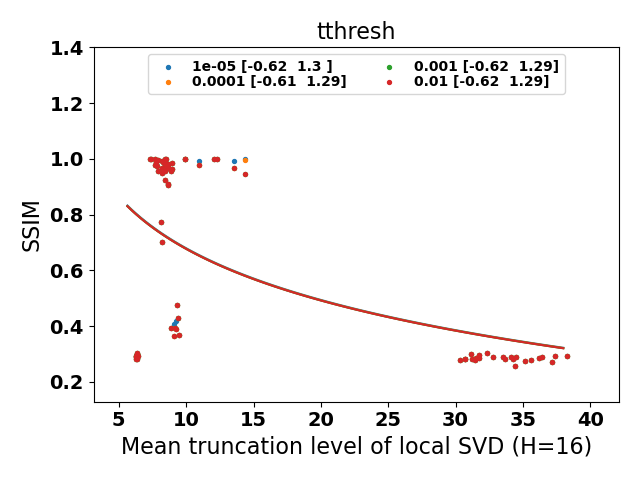 tthresh
1e-05 [-0.62  1.3 ]
0.0001 [-0.61  1.29]
0.001 [-0.62  1.29]
0.01 [-0.62  1.29]
1.4
1.2
1.0
0.8
0.6
0.4
0.2
SSIM
5 10 15 20 25 30 35 40
Mean truncation level of local SVD (H=16)